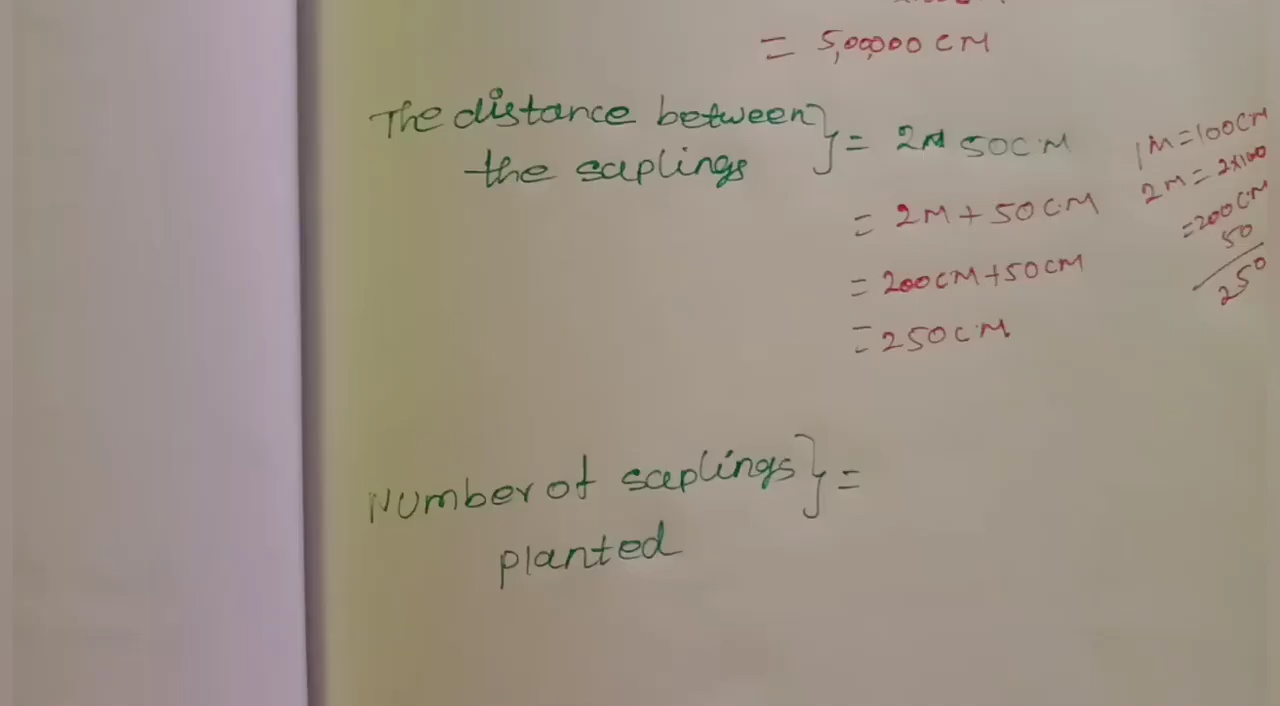 = 5,00,000 CM
The distance between } = 2M 50CM
the saplings
= 2M + 50CM
= 200CM + 50CM
= 250CM
1M = 100CM
2M = 2x100
= 200CM
50
250
Number of saplings } =
planted